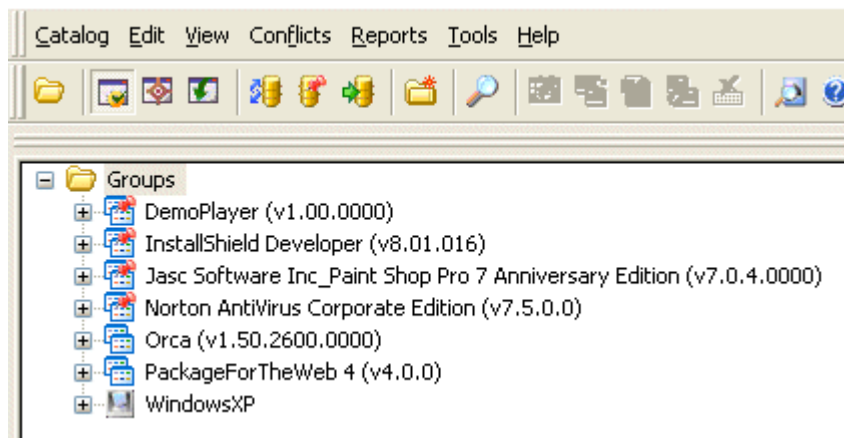 Catalog Edit View Conflicts Reports Tools Help
Groups
DemoPlayer (v1.00.0000)
InstallShield Developer (v8.01.016)
Jasc Software Inc_Paint Shop Pro 7 Anniversary Edition (v7.0.4.0000)
Norton AntiVirus Corporate Edition (v7.5.0.0)
Orca (v1.50.2600.0000)
PackageForTheWeb 4 (v4.0.0)
WindowsXP